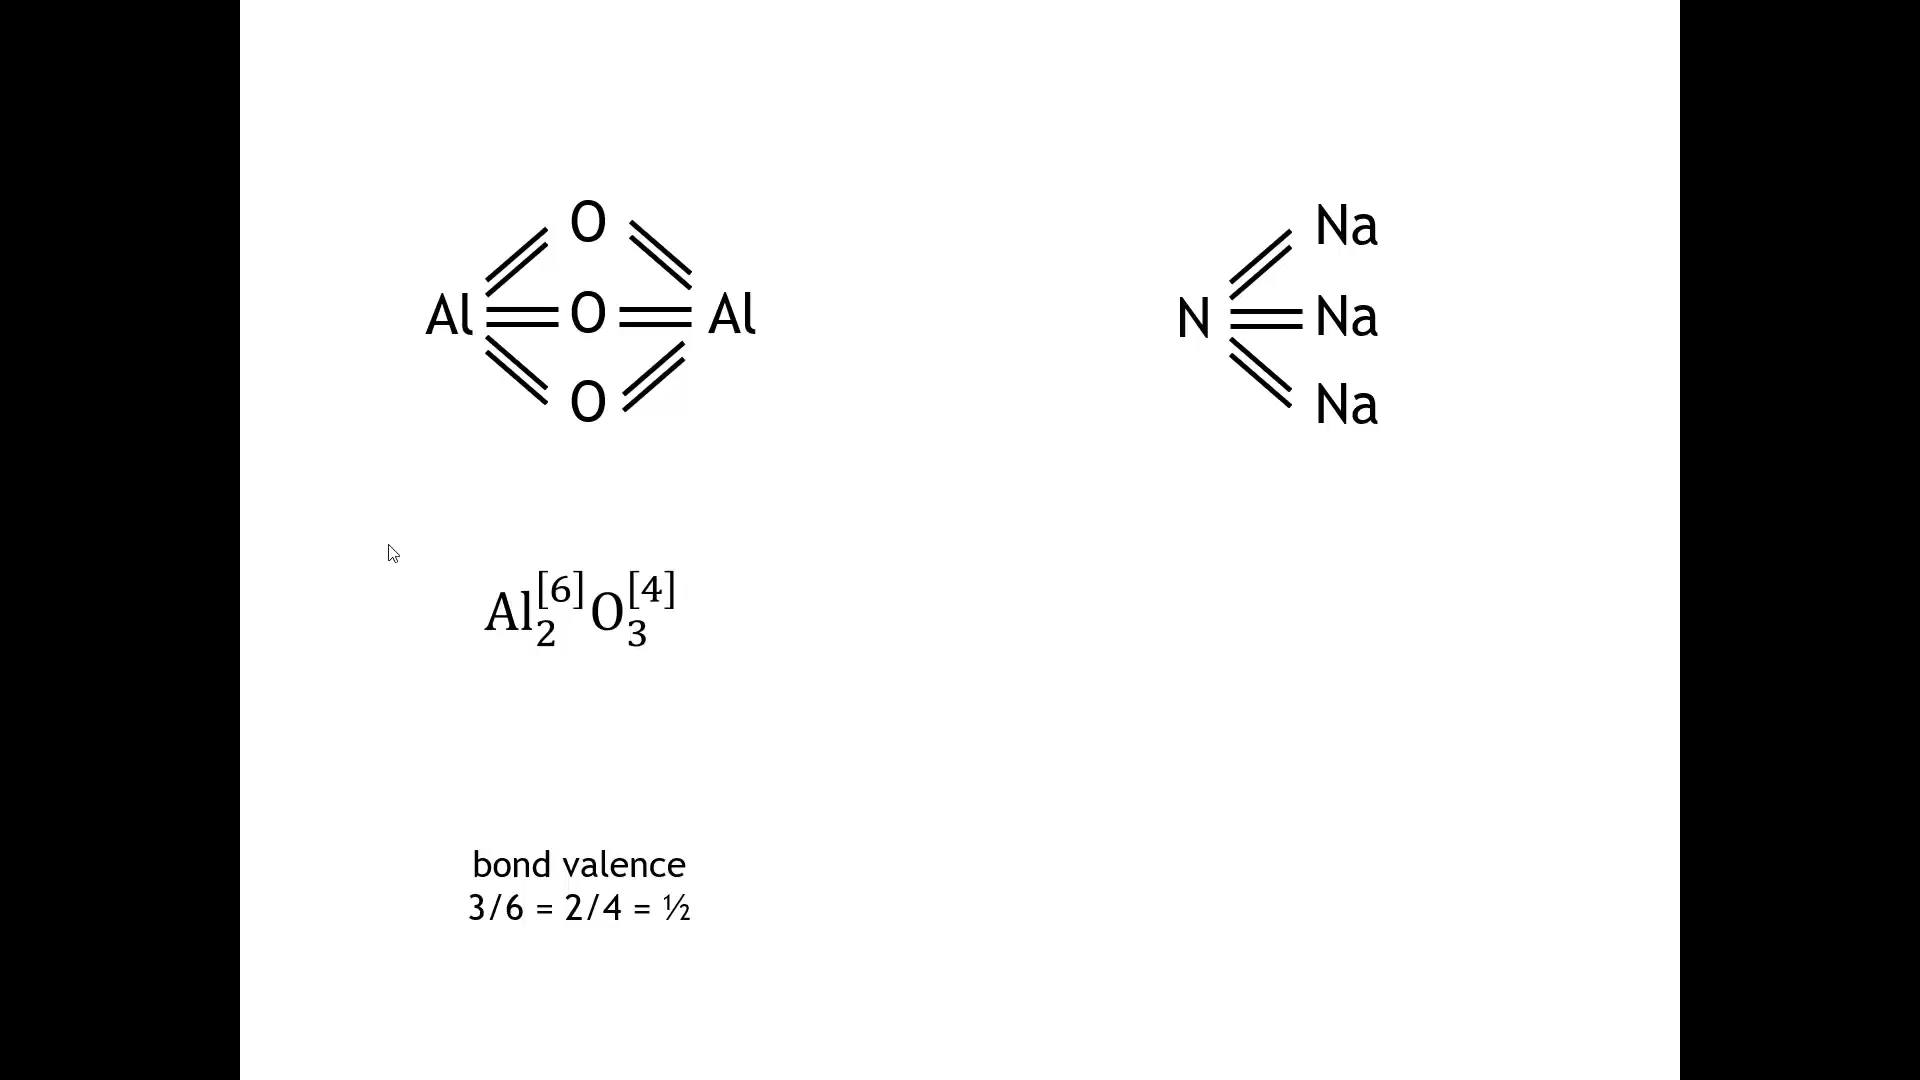 O Na
Al O Al N Na
O Na
Al₂^[6]O₃^[4]
bond valence
3/6 = 2/4 = ½